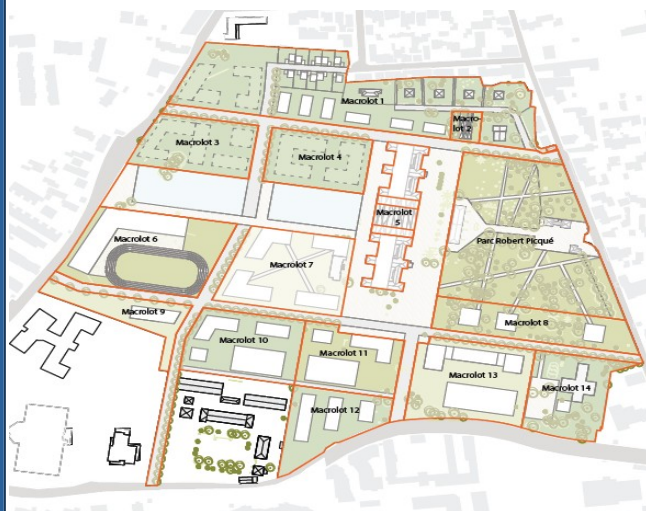 Macrolot 1
Macro-
lot 2
Macrolot 3
Macrolot 4
Macrolot
5
Parc Robert Picqué
Macrolot 6
Macrolot 7
Macrolot 9
Macrolot 8
Macrolot 10
Macrolot 11
Macrolot 13
Macrolot 14
Macrolot 12